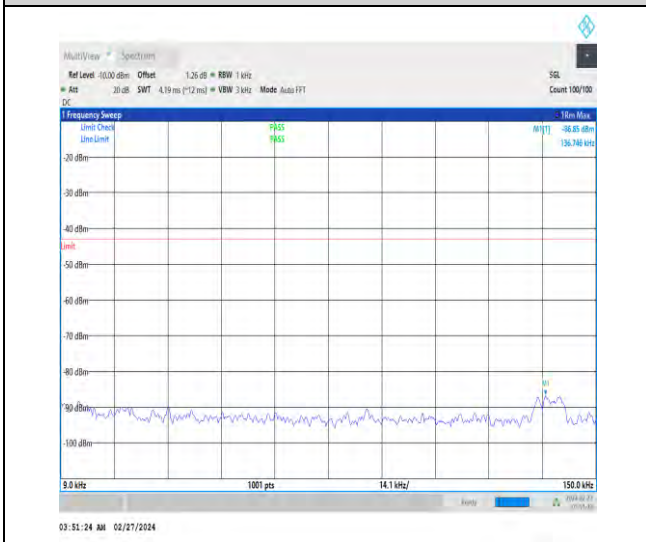 MultiView Spectrum
Ref Level -10.00 dBm Offset 1.26 dB RBW 1 kHz SGL
Att 20 dB SWT 4.19 ms (~12 ms) VBW 3 kHz Mode Auto FFT Count 100/100
DC
1 Frequency Sweep 1Rm Max
Limit Check PASS M1[1] -86.85 dBm
Line Limit PASS 136.740 kHz
-20 dBm
-30 dBm
-40 dBm
Limit
-50 dBm
-60 dBm
-70 dBm
-80 dBm
M1
-90 dBm
-100 dBm
9.0 kHz 1001 pts 14.1 kHz/ 150.0 kHz
Ready
03:51:24 AM 02/27/2024